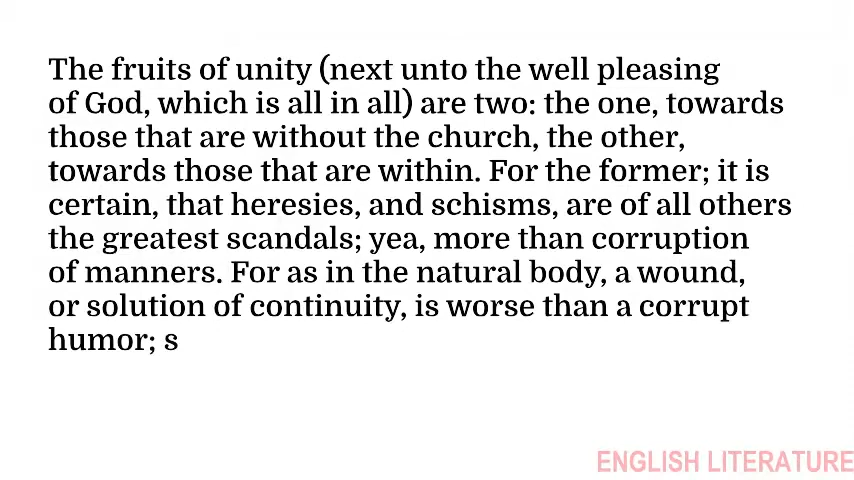 The fruits of unity (next unto the well pleasing
of God, which is all in all) are two: the one, towards
those that are without the church, the other,
towards those that are within. For the former; it is
certain, that heresies, and schisms, are of all others
the greatest scandals; yea, more than corruption
of manners. For as in the natural body, a wound,
or solution of continuity, is worse than a corrupt
humor; s
ENGLISH LITERATURE